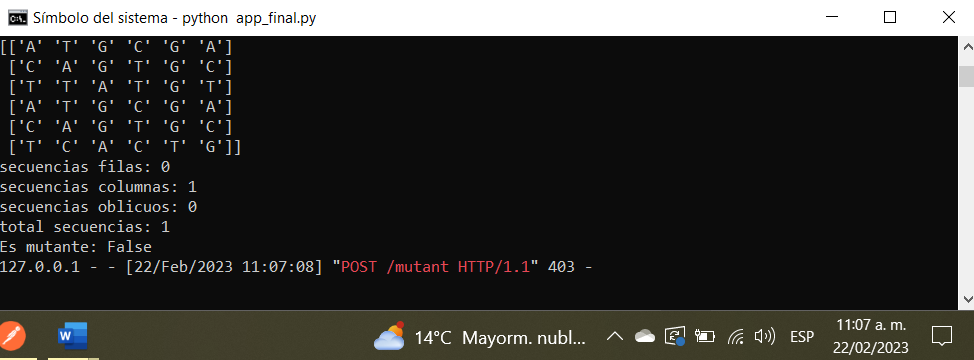 Símbolo del sistema - python  app_final.py
[['A' 'T' 'G' 'C' 'G' 'A']
 ['C' 'A' 'G' 'T' 'G' 'C']
 ['T' 'T' 'A' 'T' 'G' 'T']
 ['A' 'T' 'G' 'C' 'G' 'A']
 ['C' 'A' 'G' 'T' 'G' 'C']
 ['T' 'C' 'A' 'C' 'T' 'G']]
secuencias filas: 0
secuencias columnas: 1
secuencias oblicuos: 0
total secuencias: 1
Es mutante: False
127.0.0.1 - - [22/Feb/2023 11:07:08] "POST /mutant HTTP/1.1" 403 -
W 14°C Mayorm. nubl... ESP 11:07 a. m.
22/02/2023